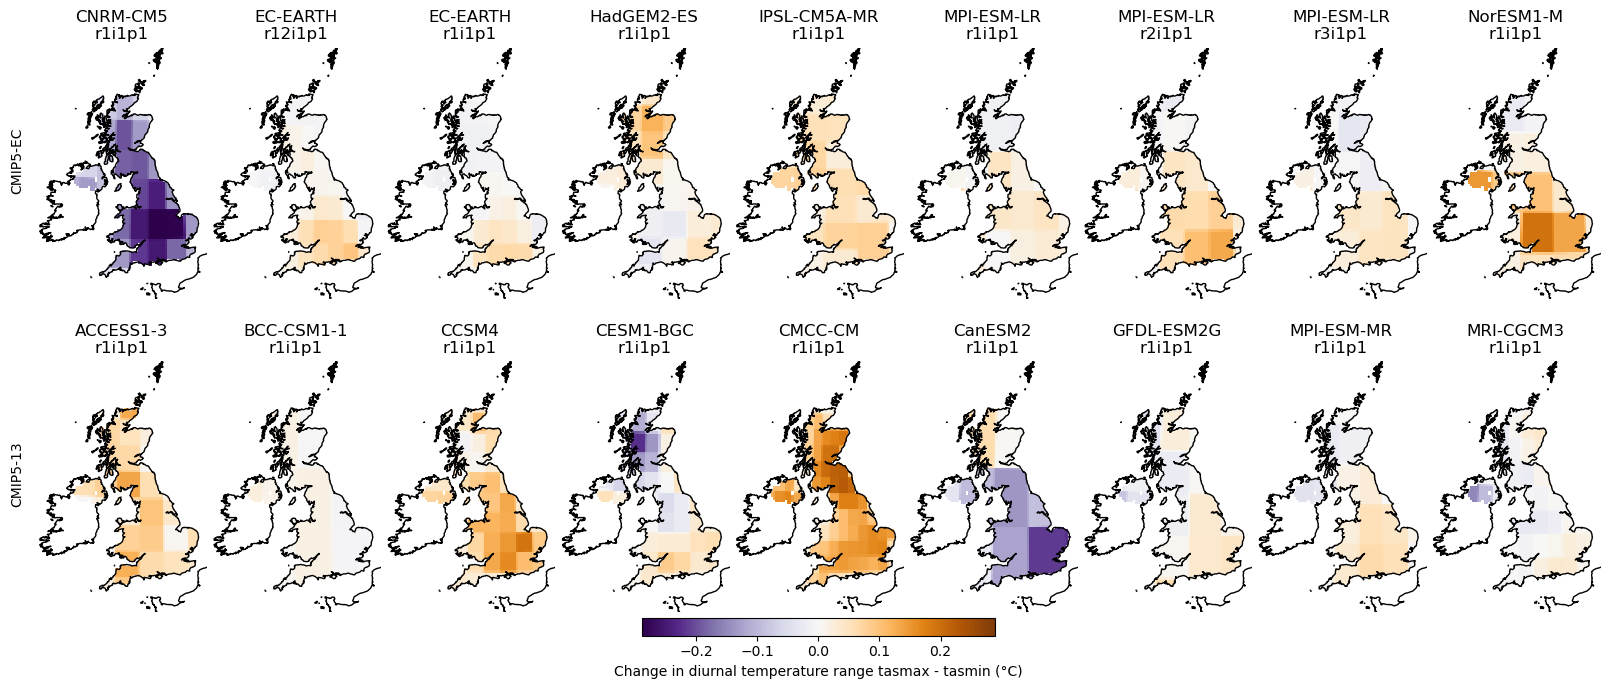 CNRM-CM5
r1i1p1
EC-EARTH
r12i1p1
EC-EARTH
r1i1p1
HadGEM2-ES
r1i1p1
IPSL-CM5A-MR
r1i1p1
MPI-ESM-LR
r1i1p1
MPI-ESM-LR
r2i1p1
MPI-ESM-LR
r3i1p1
NorESM1-M
r1i1p1
CMIP5-EC
ACCESS1-3
r1i1p1
BCC-CSM1-1
r1i1p1
CCSM4
r1i1p1
CESM1-BGC
r1i1p1
CMCC-CM
r1i1p1
CanESM2
r1i1p1
GFDL-ESM2G
r1i1p1
MPI-ESM-MR
r1i1p1
MRI-CGCM3
r1i1p1
CMIP5-13
−0.2 −0.1 0.0 0.1 0.2
Change in diurnal temperature range tasmax - tasmin (°C)